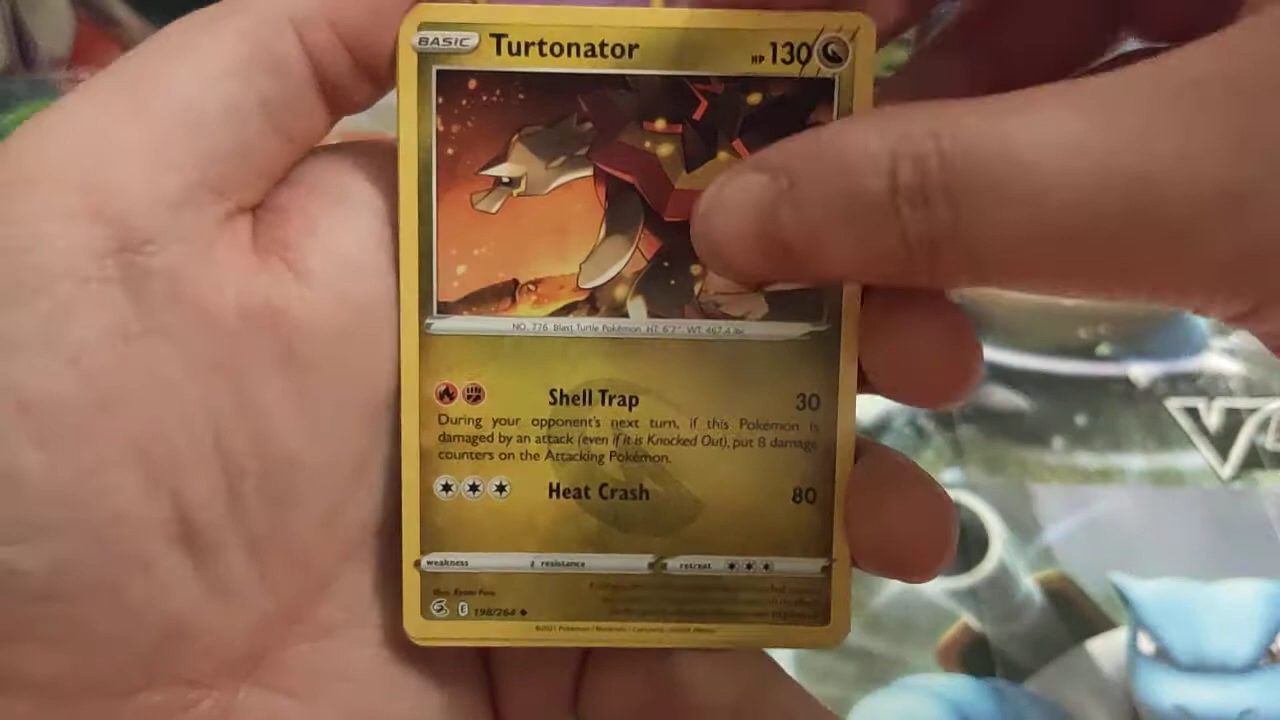 BASIC Turtonator HP 130
NO. 776 Blast Turtle Pokémon HT: 6'7" WT: 467.4 lbs.
Shell Trap 30
During your opponent's next turn, if this Pokémon is
damaged by an attack (even if it is Knocked Out), put 8 damage
counters on the Attacking Pokémon.
Heat Crash 80
weakness resistance retreat
E 198/264
©2021 Pokémon / Nintendo /
V